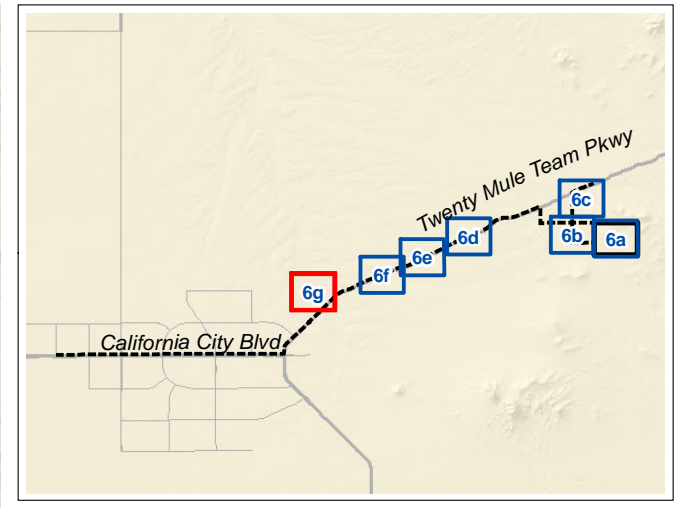 Twenty Mule Team Pkwy
6c
6d
6b
6a
6e
6f
6g
California City Blvd